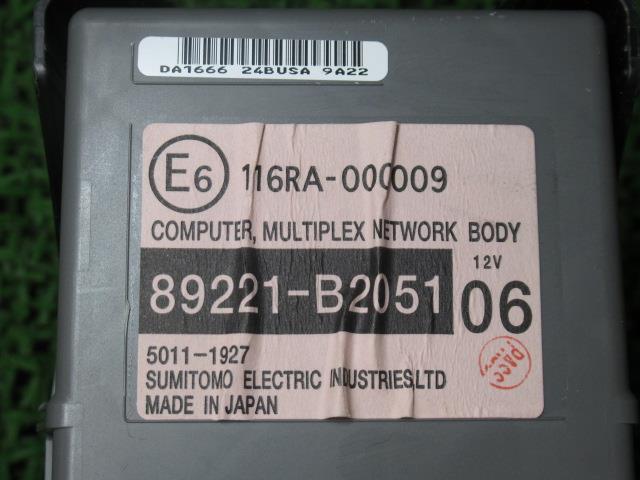 DA1666 24BUSA 9A22
E6 116RA-000009
COMPUTER, MULTIPLEX NETWORK BODY
89221-B2051 12V 06
5011-1927
SUMITOMO ELECTRIC INDUSTRIES,LTD
MADE IN JAPAN